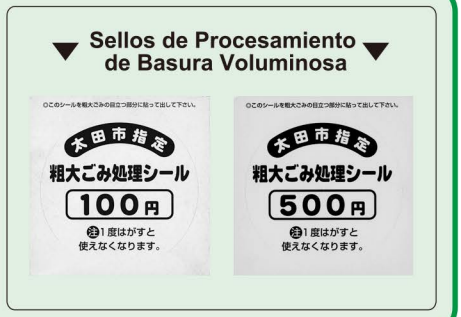 ▼ Sellos de Procesamiento ▼
de Basura Voluminosa
◎このシールを粗大ごみの目立つ部分に貼って出して下さい。
太田市指定
粗大ごみ処理シール
100円
注1度はがすと
使えなくなります。
◎このシールを粗大ごみの目立つ部分に貼って出して下さい。
太田市指定
粗大ごみ処理シール
500円
注1度はがすと
使えなくなります。